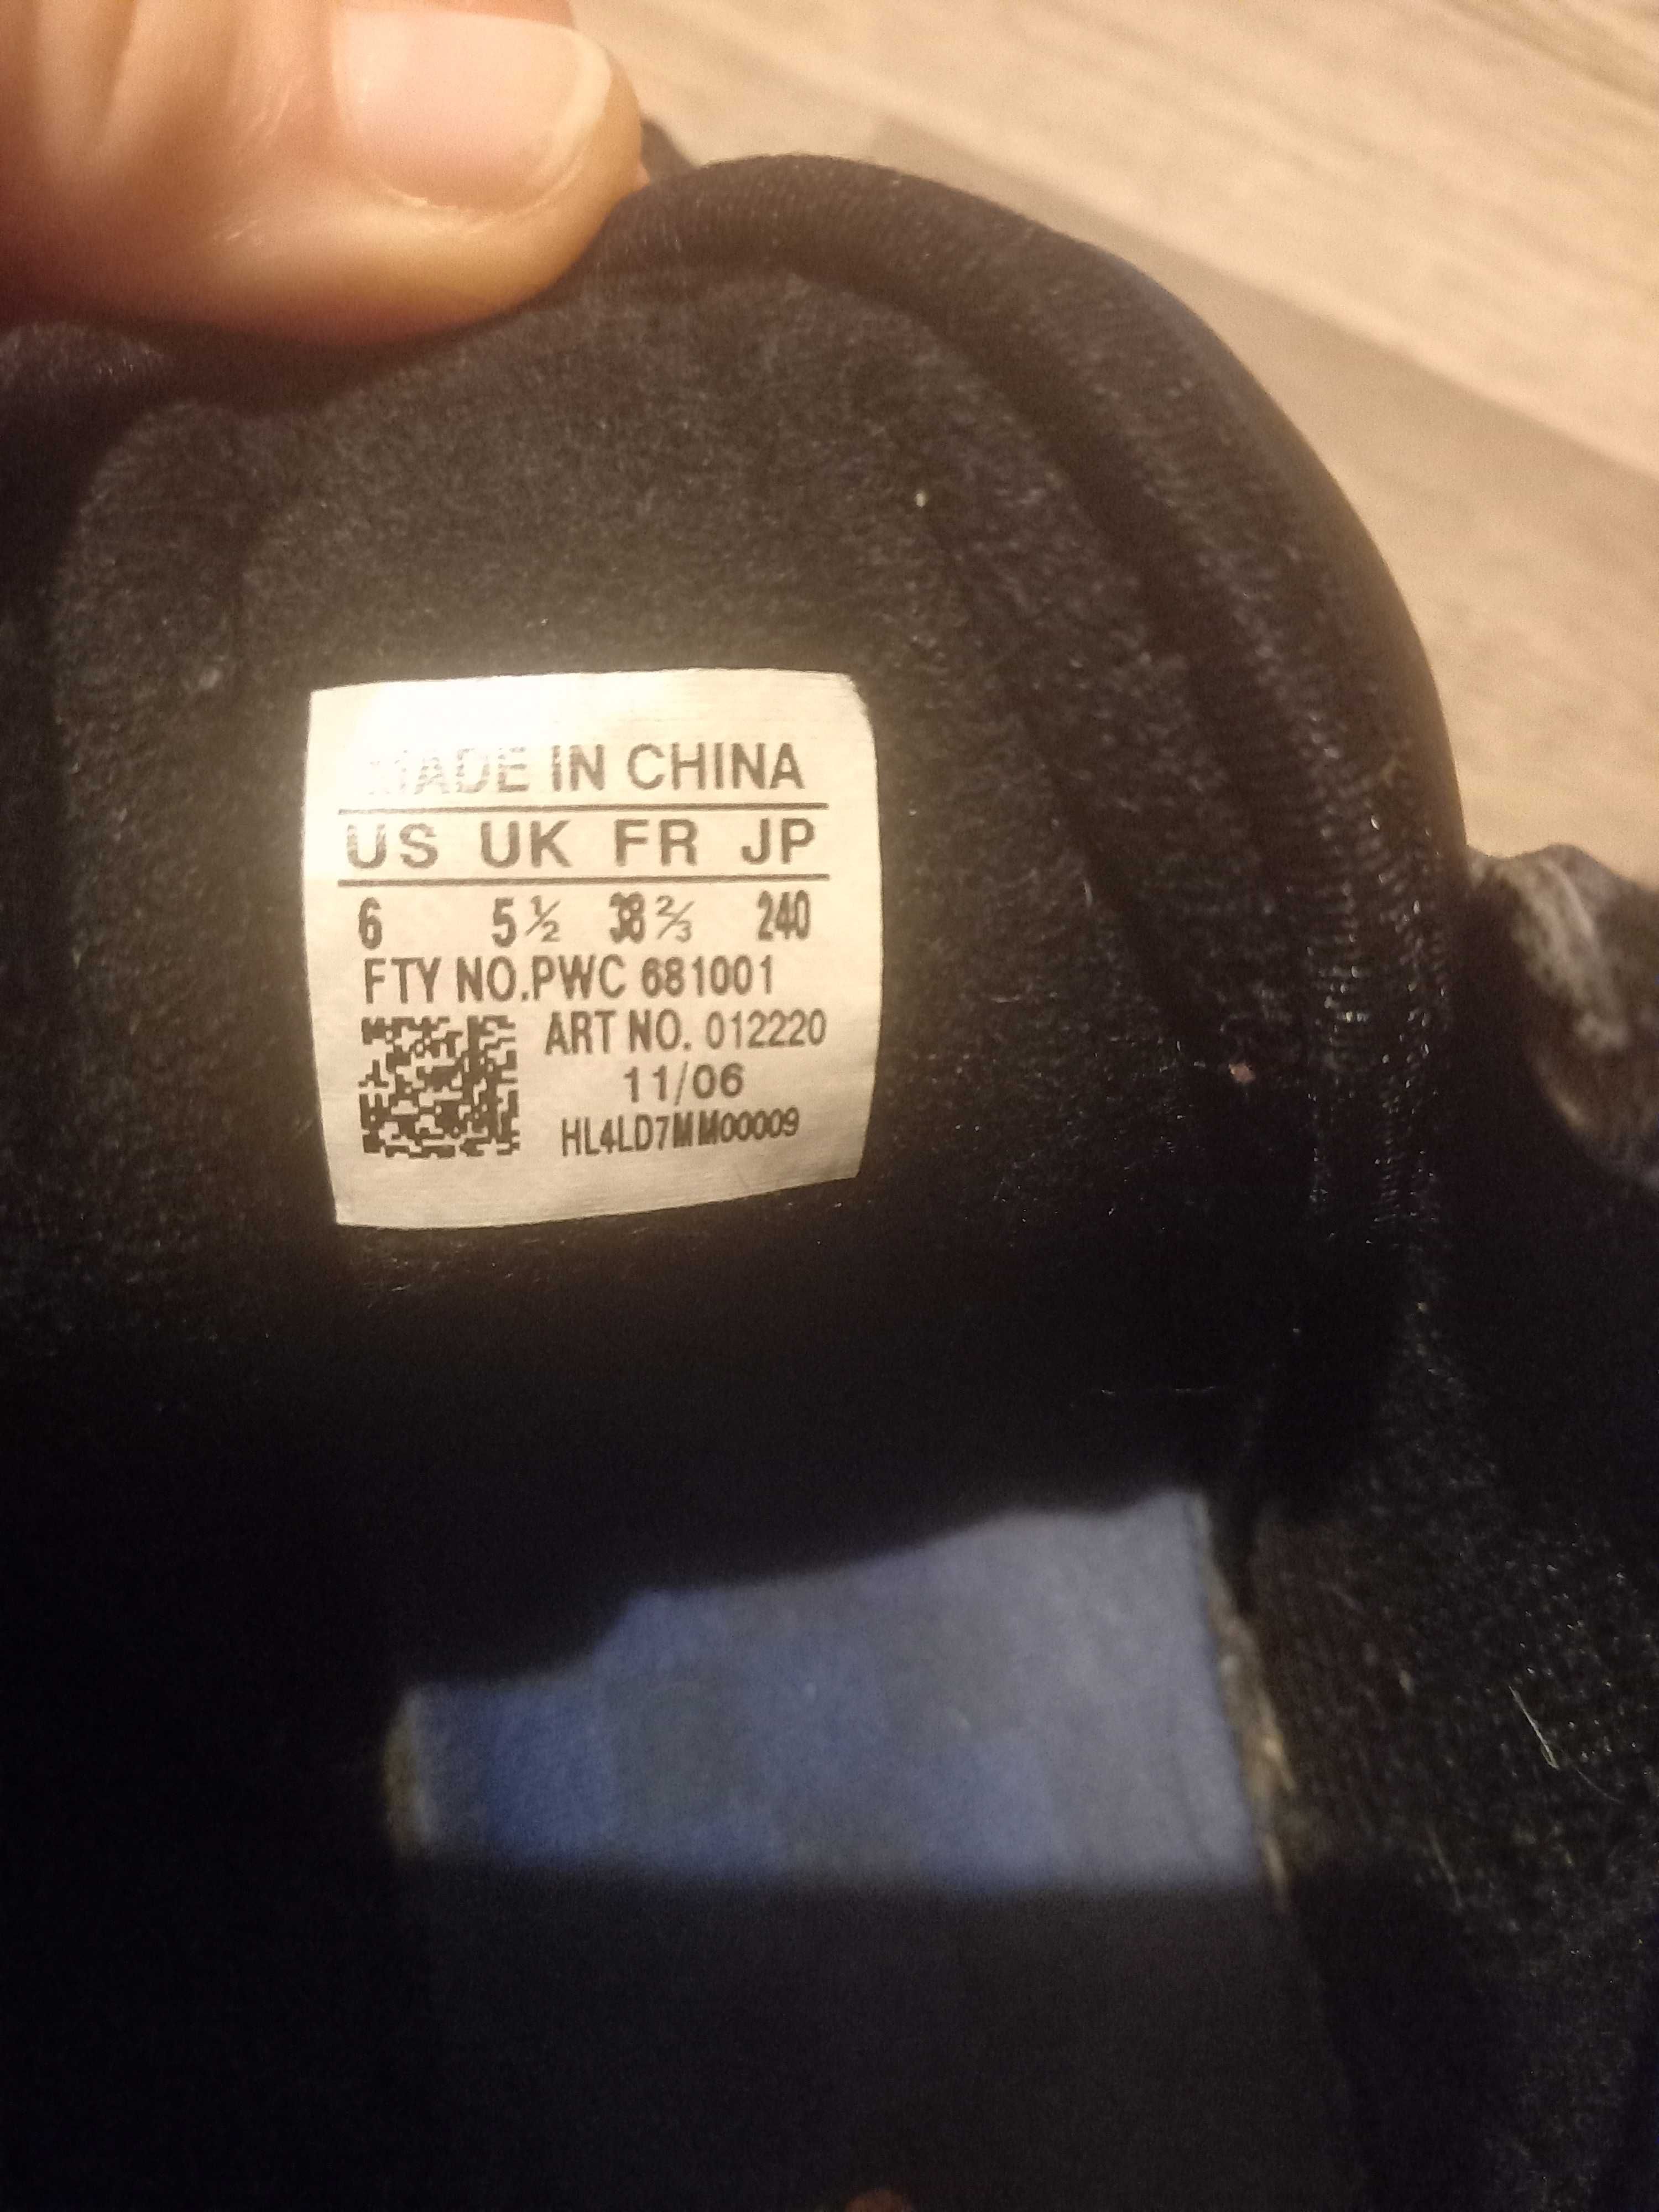 MADE IN CHINA
US UK FR JP
6 5½ 38⅔ 240
FTY NO.PWC 681001
ART NO. 012220
11/06
HL4LD7MM00009